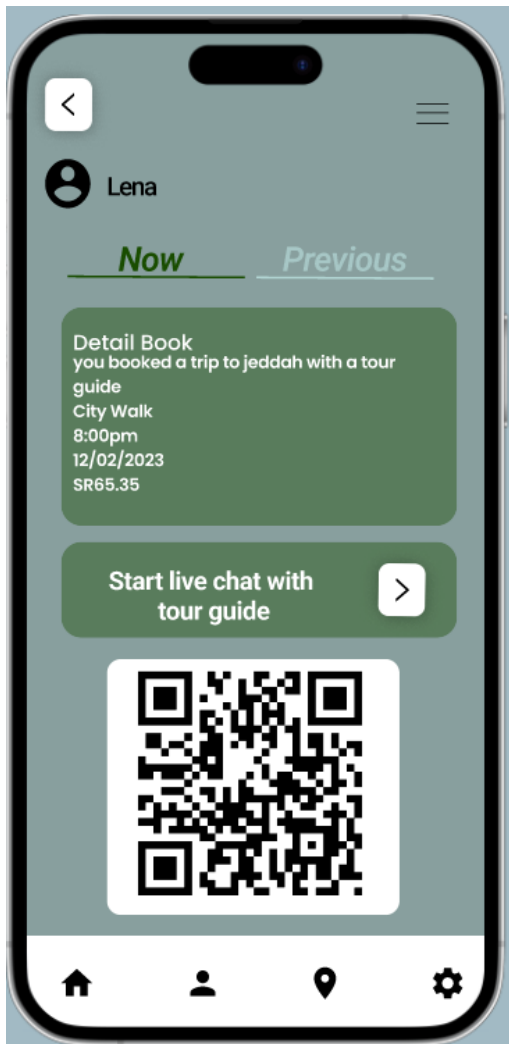 Lena
Now Previous
Detail Book
you booked a trip to jeddah with a tour
guide
City Walk
8:00pm
12/02/2023
SR65.35
Start live chat with
tour guide